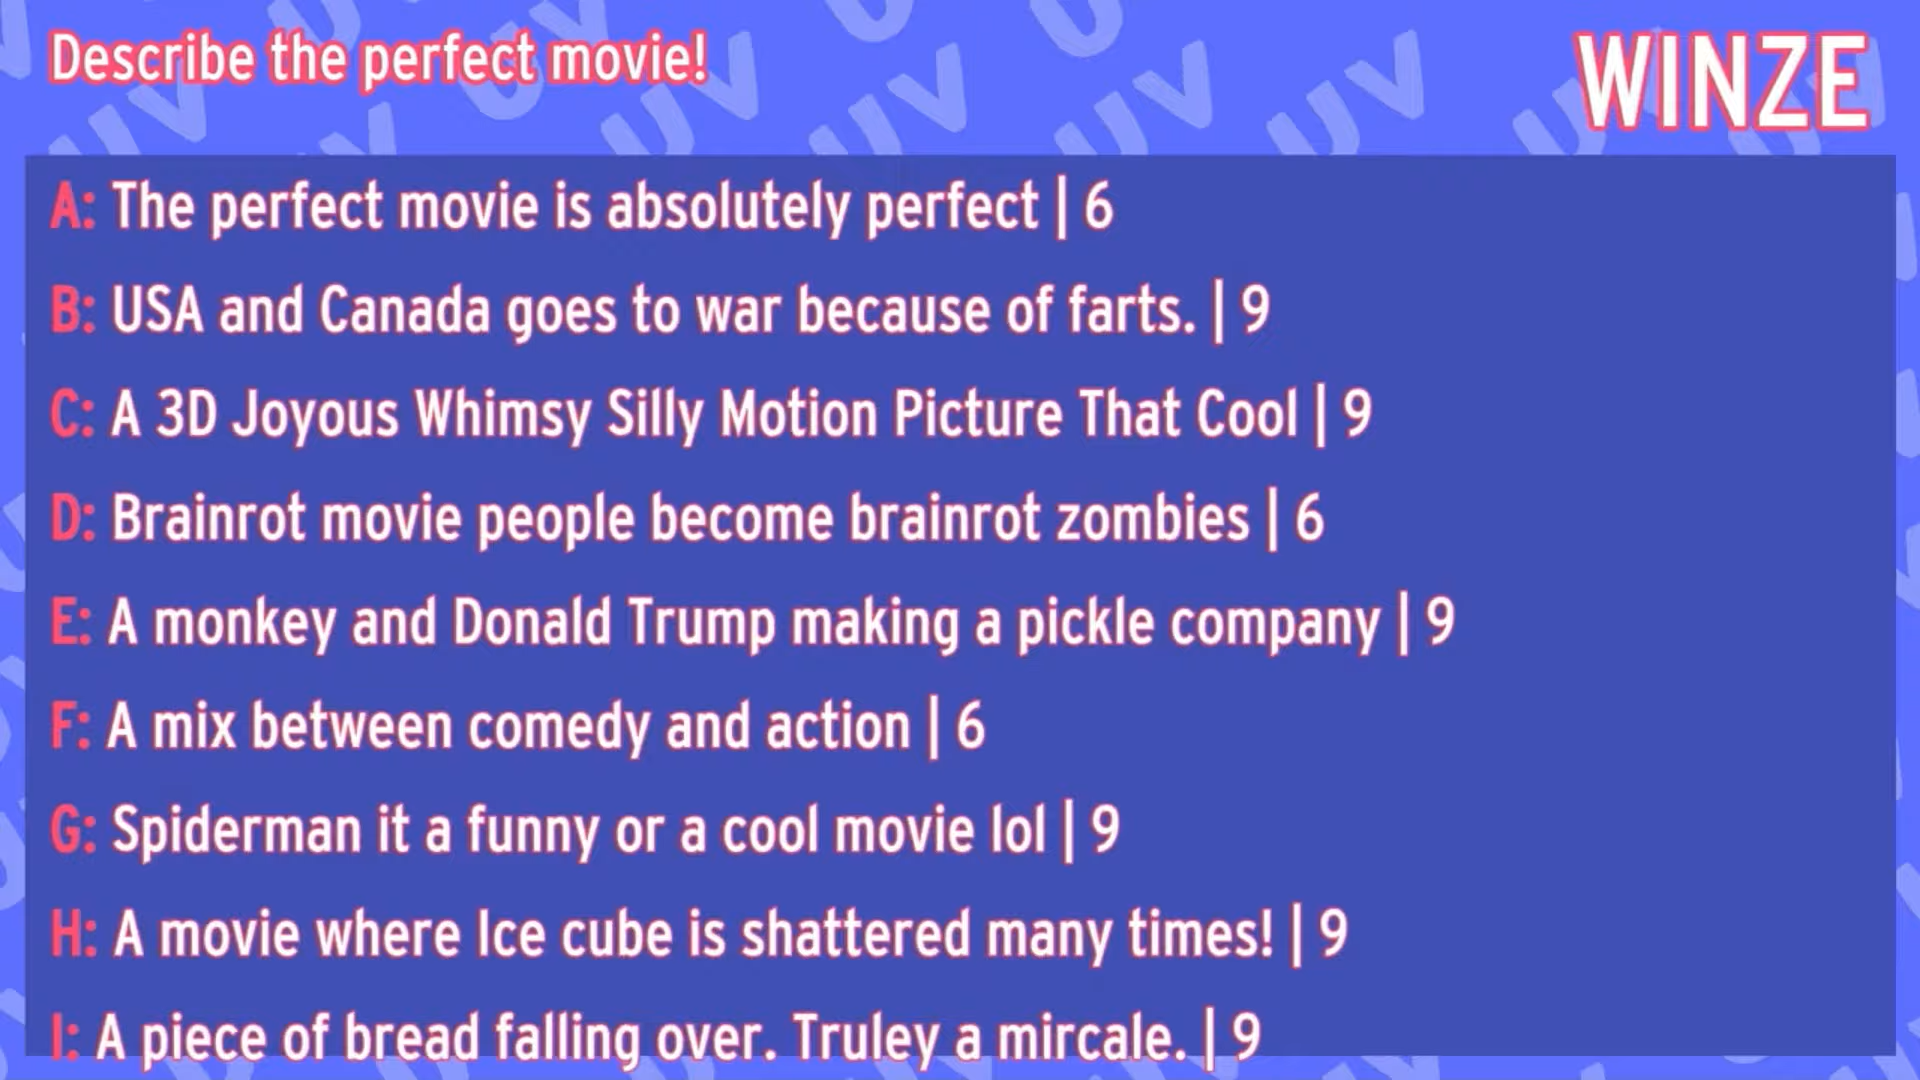 Describe the perfect movie!
WINZE
A: The perfect movie is absolutely perfect | 6
B: USA and Canada goes to war because of farts. | 9
C: A 3D Joyous Whimsy Silly Motion Picture That Cool | 9
D: Brainrot movie people become brainrot zombies | 6
E: A monkey and Donald Trump making a pickle company | 9
F: A mix between comedy and action | 6
G: Spiderman it a funny or a cool movie lol | 9
H: A movie where Ice cube is shattered many times! | 9
I: A piece of bread falling over. Truley a mircale. | 9